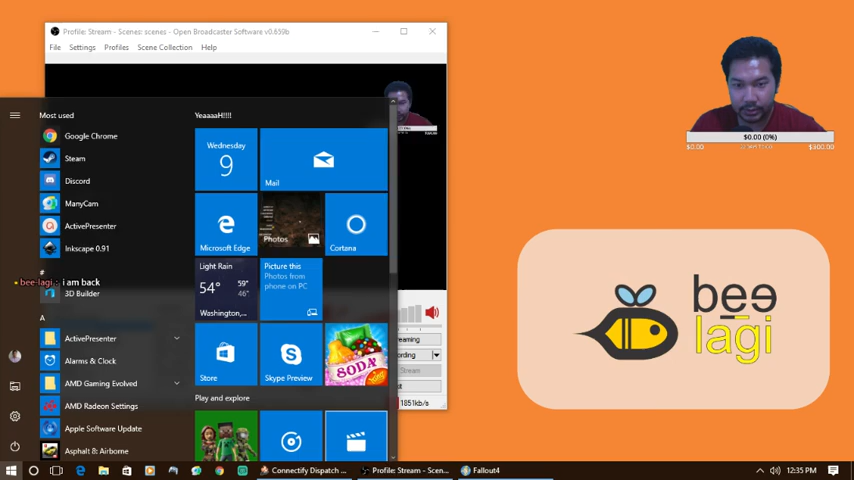 Profile: Stream - Scenes: scenes - Open Broadcaster Software v0.659b
File Settings Profiles Scene Collection Help
Most used
Google Chrome
Steam
Discord
ManyCam
ActivePresenter
Inkscape 0.91
#
bee-lagi : i am back
3D Builder
A
ActivePresenter
Alarms & Clock
AMD Gaming Evolved
AMD Radeon Settings
Apple Software Update
Asphalt 8: Airborne
YeaaaaH!!!!
Wednesday
9
Mail
Microsoft Edge
Photos
Cortana
Light Rain
54° 59°
46°
Washington,...
Picture this
Photos from
phone on PC
Store
Skype Preview
SODA
King
Play and explore
1851kb/s
$0.00 (0%)
$0.00 $300.00
bee
lagi
Connectify Dispatch ...
Profile: Stream - Scen...
Fallout4
12:35 PM